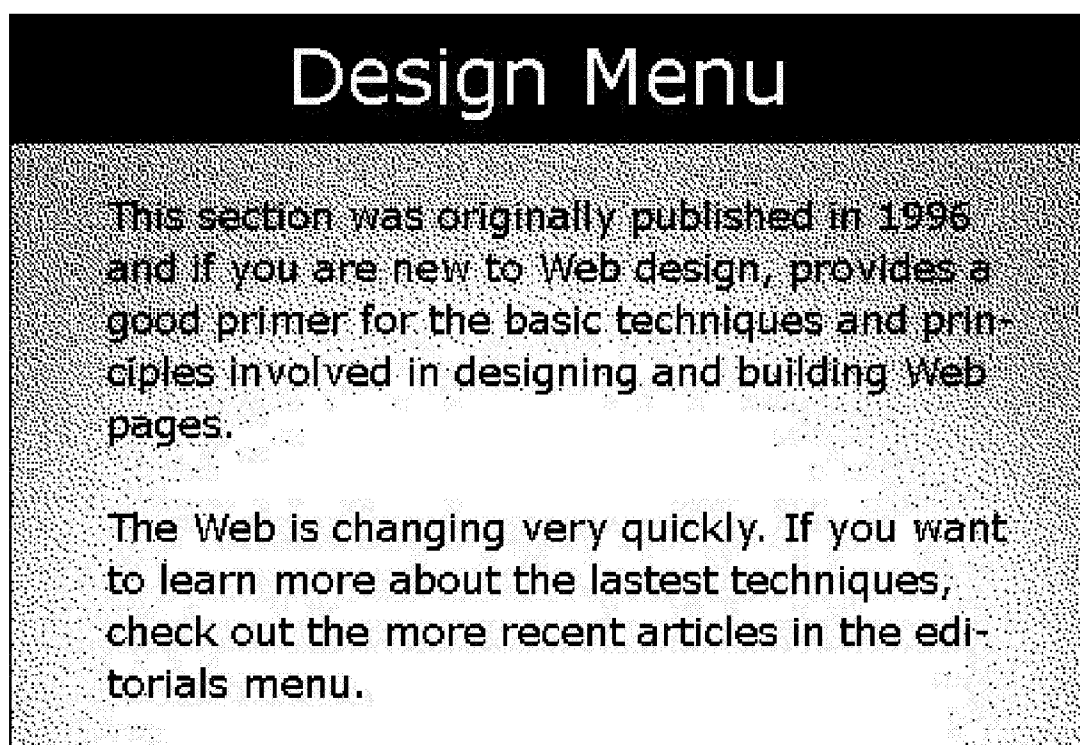 Design Menu
This section was originally published in 1996
and if you are new to Web design, provides a
good primer for the basic techniques and prin-
ciples involved in designing and building Web
pages.
The Web is changing very quickly. If you want
to learn more about the lastest techniques,
check out the more recent articles in the edi-
torials menu.